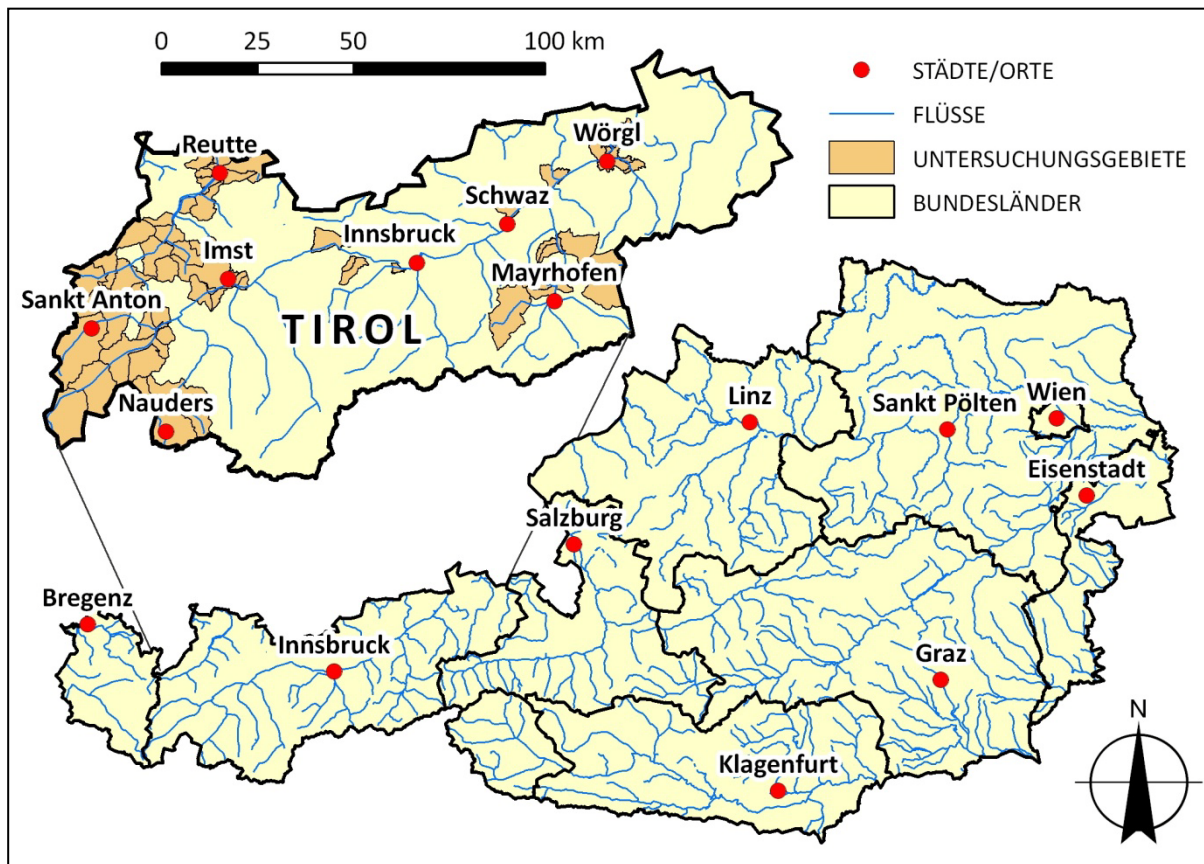 0 25 50 100 km
STÄDTE/ORTE
FLÜSSE
UNTERSUCHUNGSGEBIETE
BUNDESLÄNDER
Wörgl
Reutte
Schwaz
Innsbruck
Imst
Mayrhofen
Sankt Anton
TIROL
Nauders
Linz
Sankt Pölten
Wien
Eisenstadt
Salzburg
Bregenz
Innsbruck
Graz
Klagenfurt
N